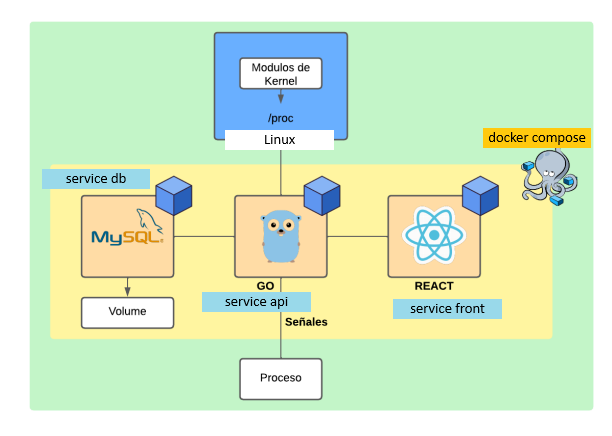 Modulos de
Kernel
/proc
Linux
docker compose
service db
MySQL®
GO
REACT
service api
service front
Volume
Señales
Proceso